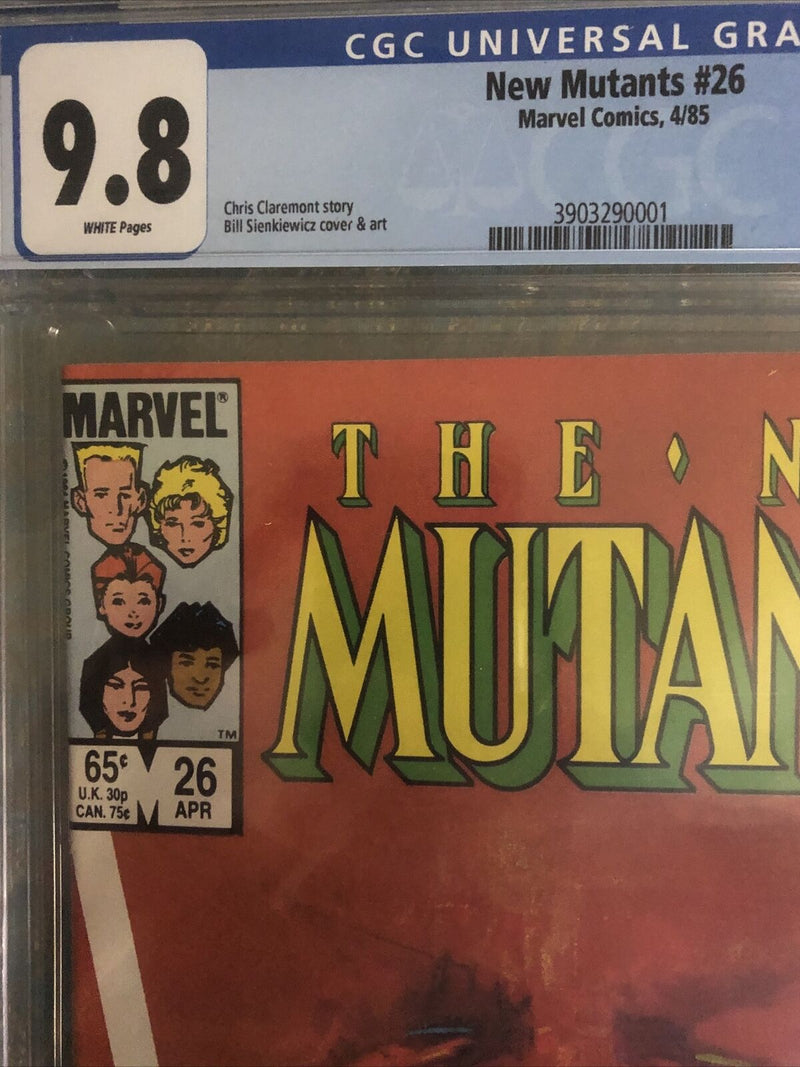 CGC UNIVERSAL GRA
9.8
WHITE Pages
New Mutants #26
Marvel Comics, 4/85
Chris Claremont story
Bill Sienkiewicz cover & art
3903290001
CGC
MARVEL®
TM
THE ⬧ N
MUTAN
65¢
U.K. 30p
CAN. 75¢
M
26
APR